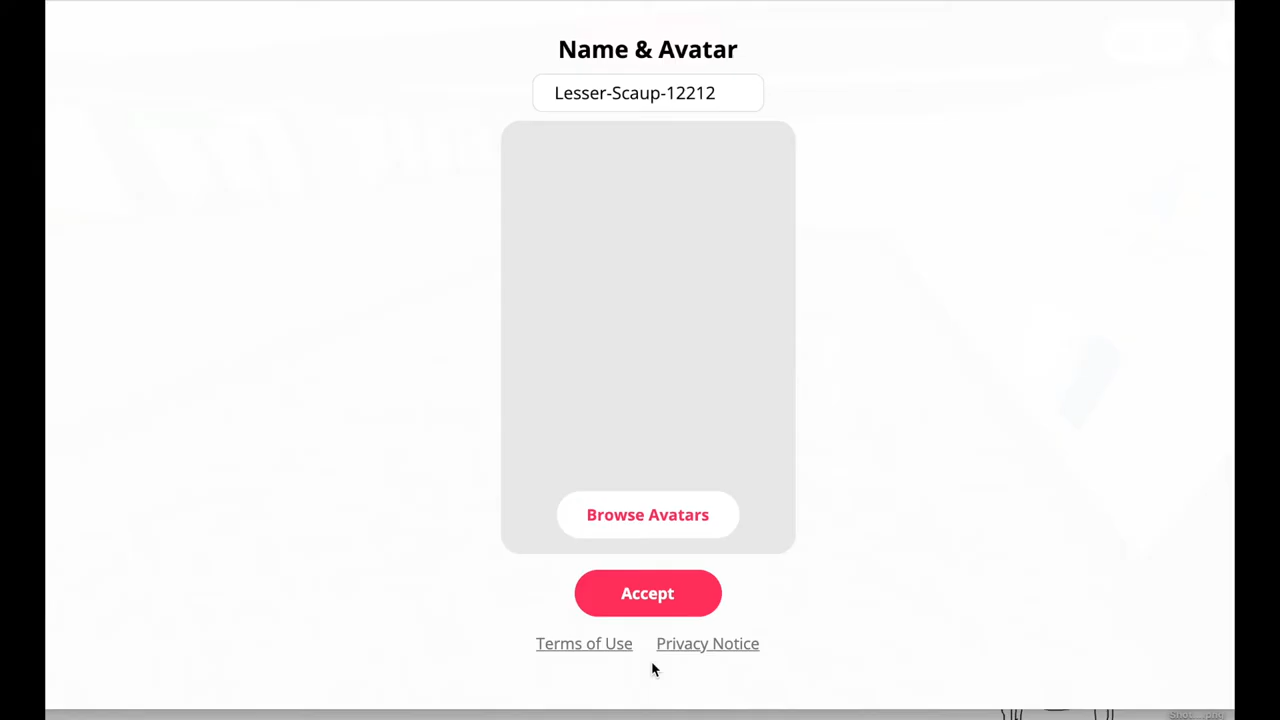 Name & Avatar
Lesser-Scaup-12212
Browse Avatars
Accept
Terms of Use Privacy Notice